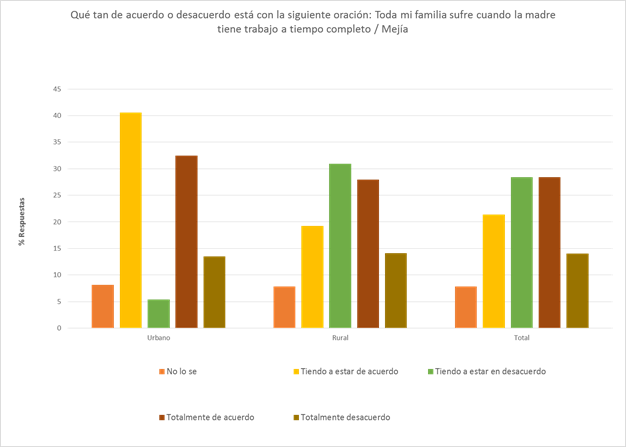 Qué tan de acuerdo o desacuerdo está con la siguiente oración: Toda mi familia sufre cuando la madre
tiene trabajo a tiempo completo / Mejía
45
40
35
30
25
20
15
10
5
0
% Respuestas
Urbano Rural Total
No lo se Tiendo a estar de acuerdo Tiendo a estar en desacuerdo
Totalmente de acuerdo Totalmente desacuerdo